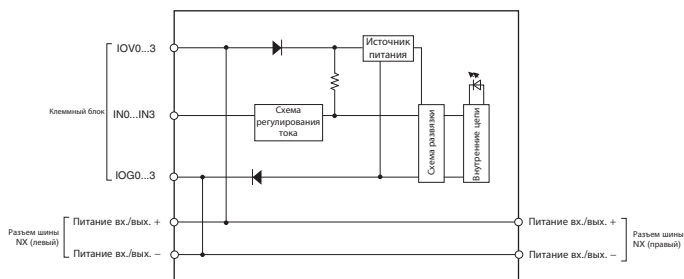 IOV0...3
Источник
питания
Клеммный блок
IN0...IN3
Схема
регулирования
тока
Схема развязки
Внутренние цепи
IOG0...3
Разъем шины
NX (левый)
Питание вх./вых. +
Питание вх./вых. −
Питание вх./вых. +
Питание вх./вых. −
Разъем шины
NX (правый)